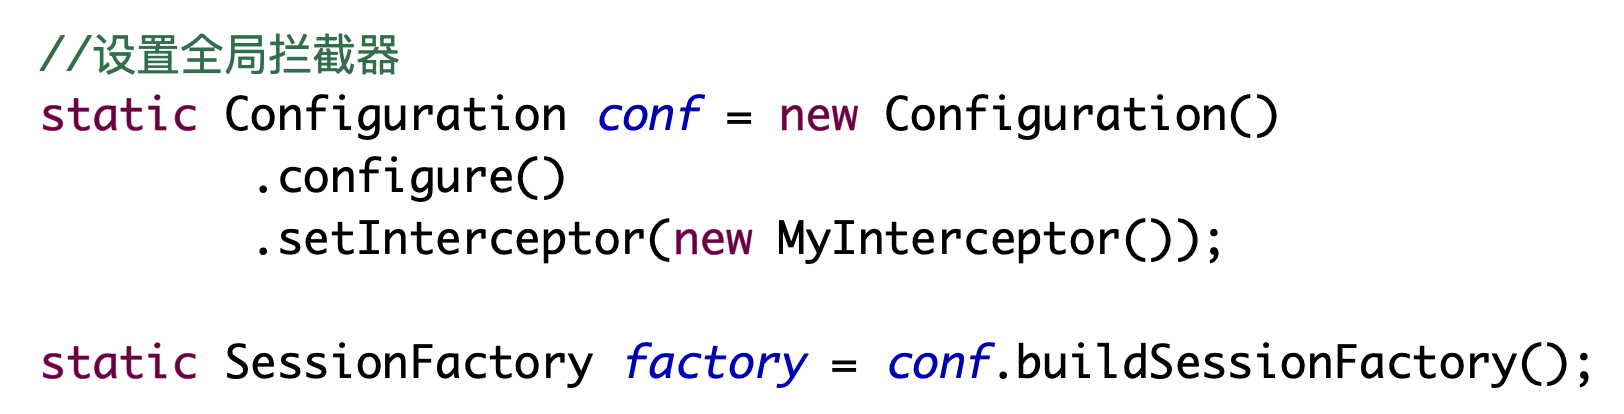 //设置全局拦截器
static Configuration conf = new Configuration()
        .configure()
        .setInterceptor(new MyInterceptor());

static SessionFactory factory = conf.buildSessionFactory();